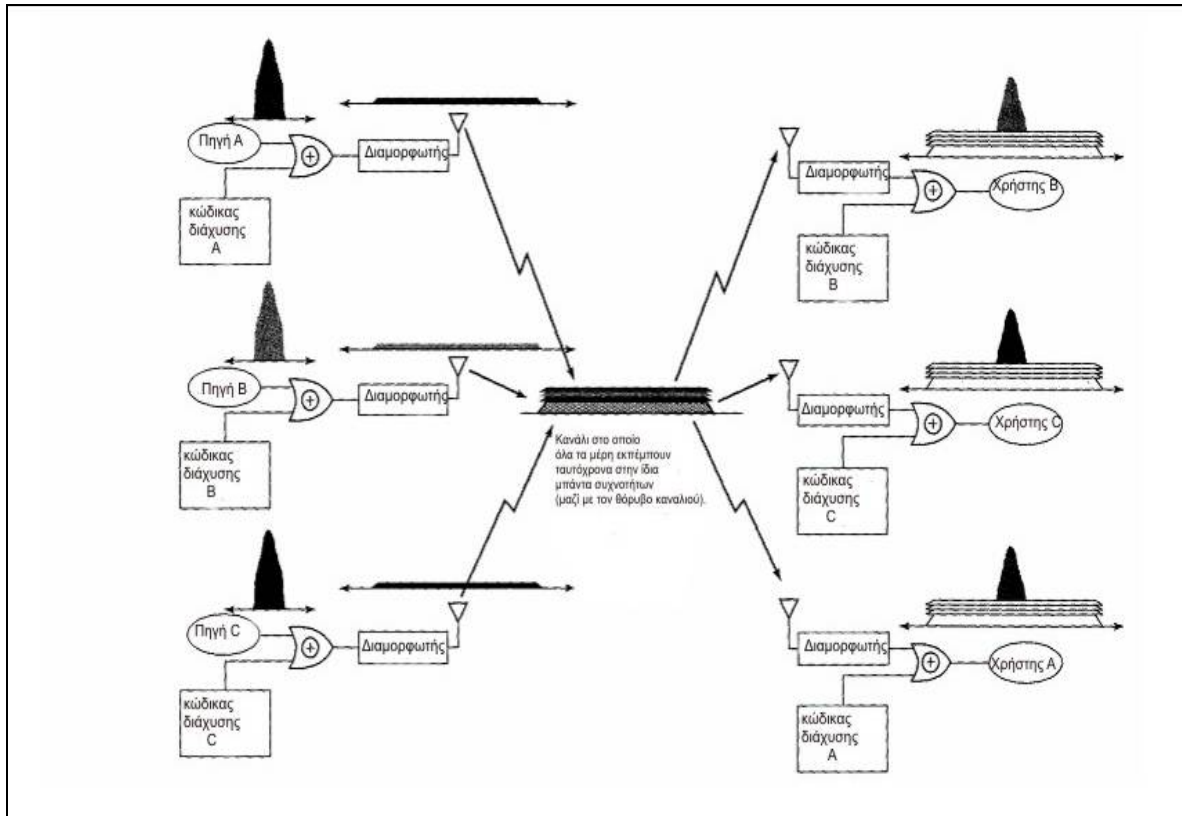 Πηγή A
Διαμορφωτής
κώδικας
διάχυσης
A
Πηγή B
Διαμορφωτής
κώδικας
διάχυσης
B
Πηγή C
Διαμορφωτής
κώδικας
διάχυσης
C
Κανάλι στο οποίο
όλα τα μέρη εκπέμπουν
ταυτόχρονα στην ίδια
μπάντα συχνοτήτων
(μαζί με τον θόρυβο καναλιού).
Διαμορφωτής
Χρήστης B
κώδικας
διάχυσης
B
Διαμορφωτής
Χρήστης C
κώδικας
διάχυσης
C
Διαμορφωτής
Χρήστης A
κώδικας
διάχυσης
A